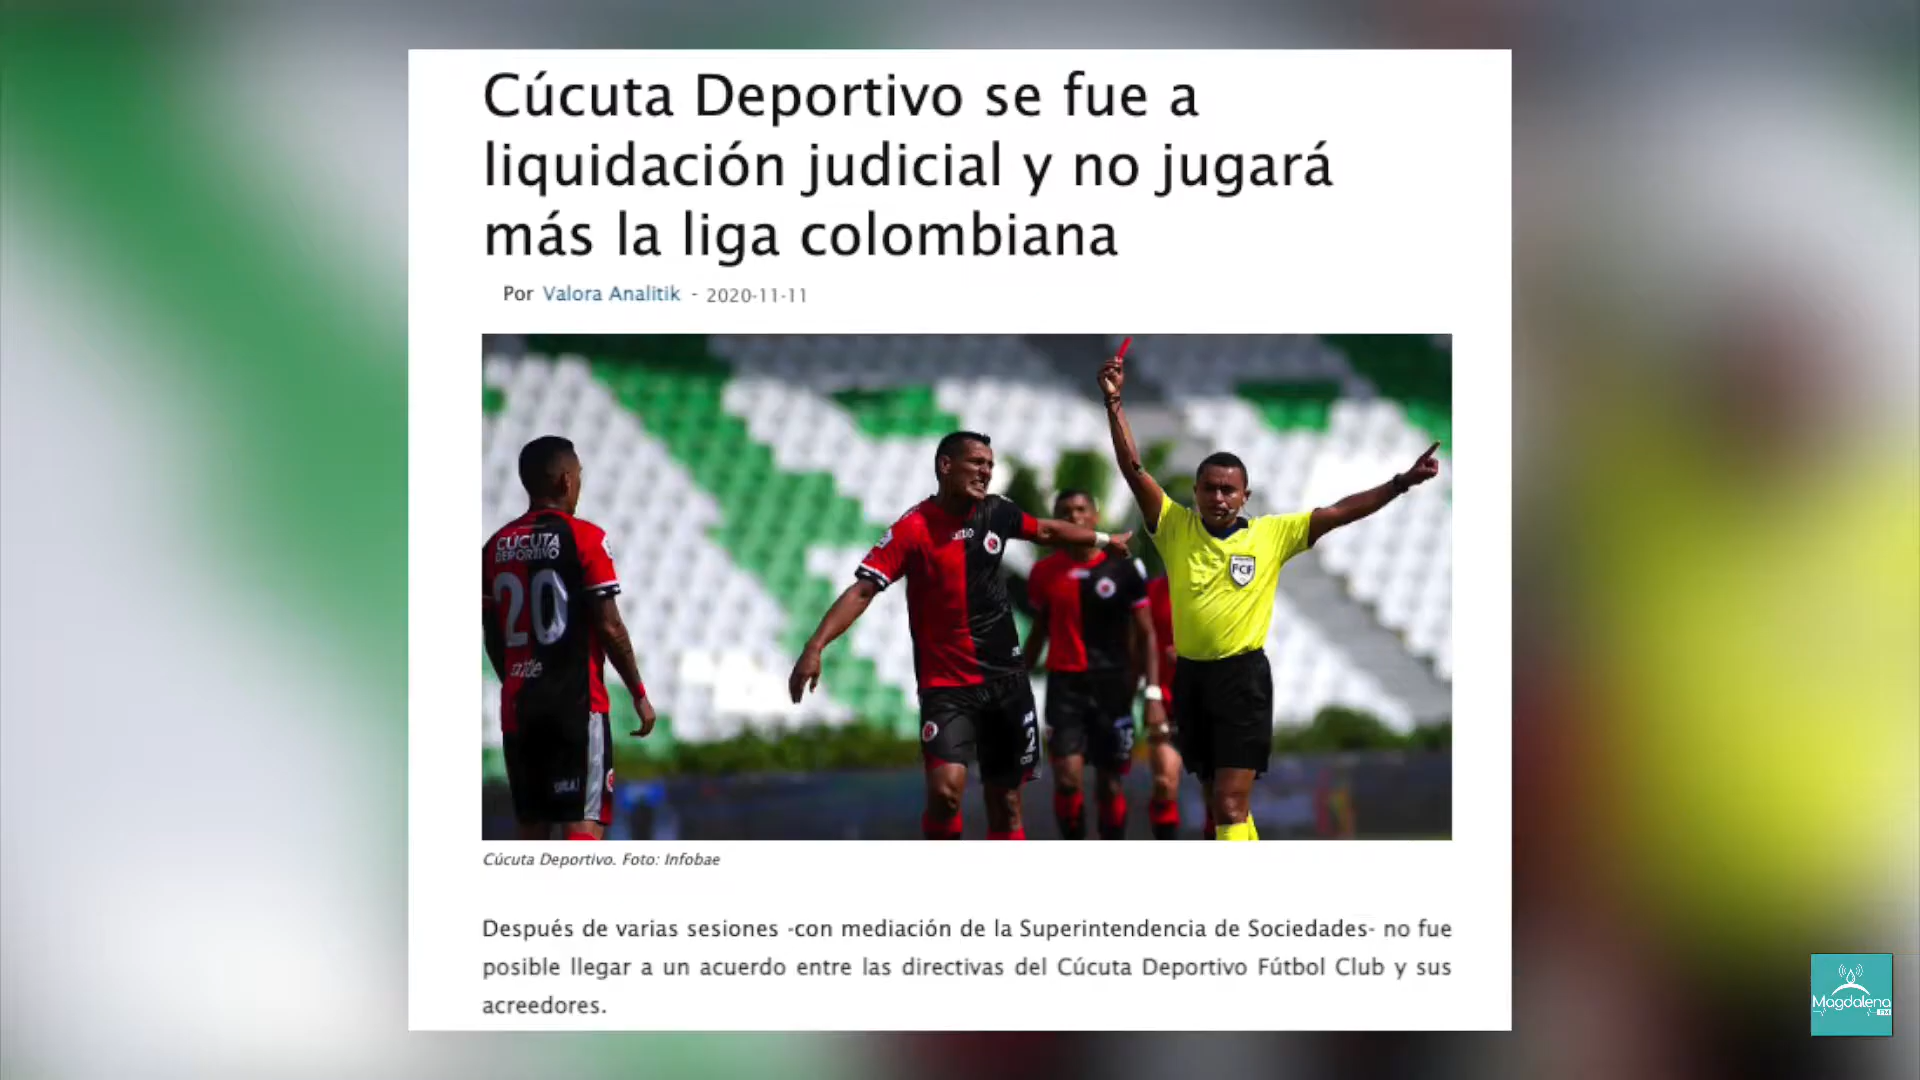 Cúcuta Deportivo se fue a
liquidación judicial y no jugará
más la liga colombiana
Por Valora Analitik - 2020-11-11
CÚCUTA
DEPORTIVO
20
FCF
Cúcuta Deportivo. Foto: Infobae
Después de varias sesiones -con mediación de la Superintendencia de Sociedades- no fue
posible llegar a un acuerdo entre las directivas del Cúcuta Deportivo Fútbol Club y sus
acreedores.
Magdalena
FM